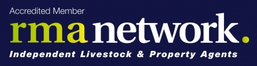 Accredited Member
rma network.
Independent Livestock & Property Agents